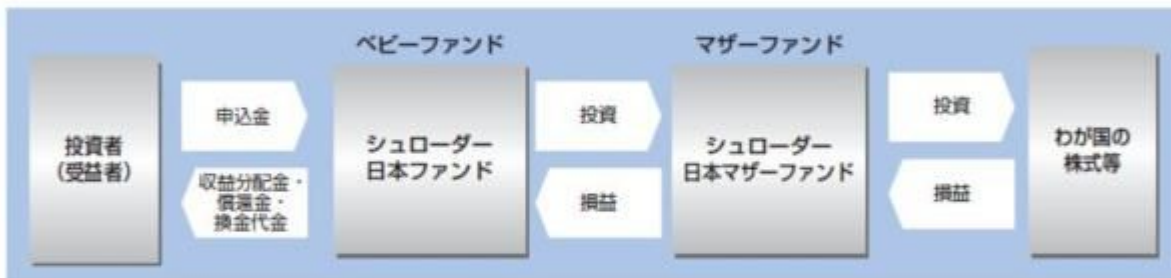 ベビーファンド
マザーファンド
投資者
(受益者)
申込金
収益分配金・
償還金・
換金代金
シュローダー
日本ファンド
投資
損益
シュローダー
日本マザーファンド
投資
損益
わが国の
株式等